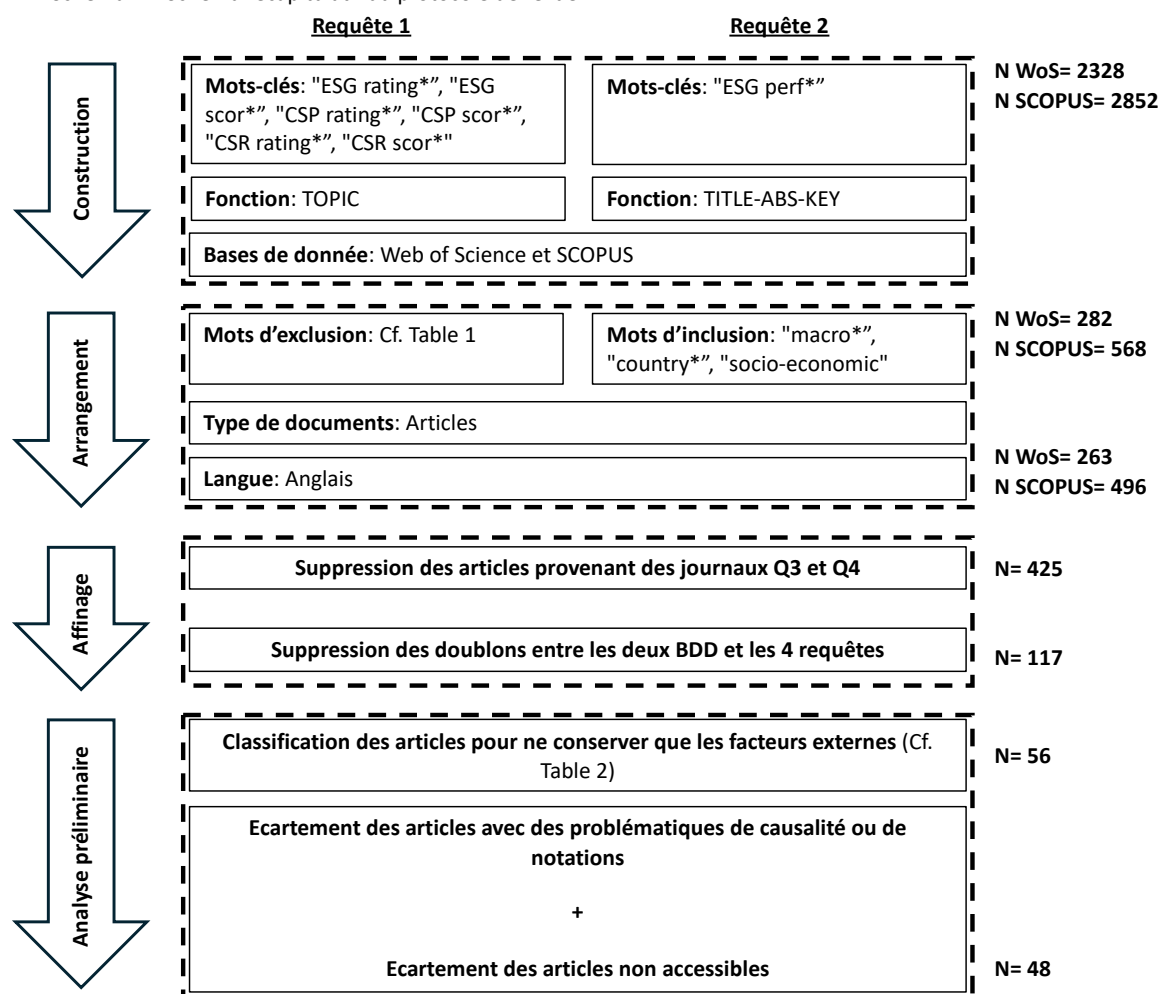 Requête 1
Requête 2
Construction
Mots-clés: "ESG rating*”, "ESG
scor*”, "CSP rating*”, "CSP scor*”,
"CSR rating*”, "CSR scor*"
Mots-clés: "ESG perf*”
N WoS= 2328
N SCOPUS= 2852
Fonction: TOPIC
Fonction: TITLE-ABS-KEY
Bases de donnée: Web of Science et SCOPUS
Arrangement
Mots d’exclusion: Cf. Table 1
Mots d’inclusion: "macro*”,
"country*”, "socio-economic"
N WoS= 282
N SCOPUS= 568
Type de documents: Articles
Langue: Anglais
N WoS= 263
N SCOPUS= 496
Affinage
Suppression des articles provenant des journaux Q3 et Q4
N= 425
Suppression des doublons entre les deux BDD et les 4 requêtes
N= 117
Analyse préliminaire
Classification des articles pour ne conserver que les facteurs externes (Cf.
Table 2)
N= 56
Ecartement des articles avec des problématiques de causalité ou de
notations
+
Ecartement des articles non accessibles
N= 48